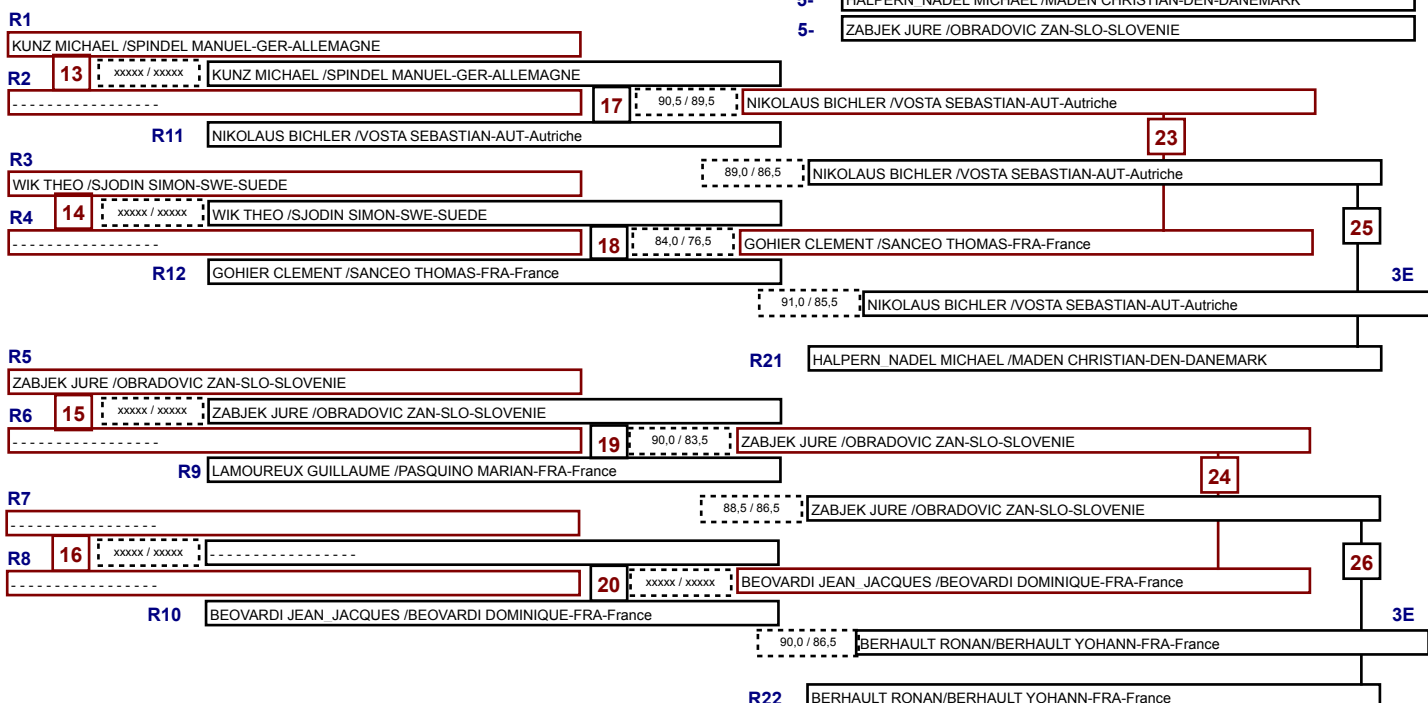 5- HALPERN_NADEL MICHAEL /MADEN CHRISTIAN-DEN-DANEMARK
5- ZABJEK JURE /OBRADOVIC ZAN-SLO-SLOVENIE
R1
KUNZ MICHAEL /SPINDEL MANUEL-GER-ALLEMAGNE
R2 13 xxxxx / xxxxx KUNZ MICHAEL /SPINDEL MANUEL-GER-ALLEMAGNE
- - - - - - - - - - - - - - - - - 17 90,5 / 89,5 NIKOLAUS BICHLER /VOSTA SEBASTIAN-AUT-Autriche
R11 NIKOLAUS BICHLER /VOSTA SEBASTIAN-AUT-Autriche 23
R3
89,0 / 86,5 NIKOLAUS BICHLER /VOSTA SEBASTIAN-AUT-Autriche
WIK THEO /SJODIN SIMON-SWE-SUEDE
R4 14 xxxxx / xxxxx WIK THEO /SJODIN SIMON-SWE-SUEDE 25
- - - - - - - - - - - - - - - - - 18 84,0 / 76,5 GOHIER CLEMENT /SANCEO THOMAS-FRA-France
R12 GOHIER CLEMENT /SANCEO THOMAS-FRA-France 3E
91,0 / 85,5 NIKOLAUS BICHLER /VOSTA SEBASTIAN-AUT-Autriche
R5
R21 HALPERN_NADEL MICHAEL /MADEN CHRISTIAN-DEN-DANEMARK
ZABJEK JURE /OBRADOVIC ZAN-SLO-SLOVENIE
R6 15 xxxxx / xxxxx ZABJEK JURE /OBRADOVIC ZAN-SLO-SLOVENIE
- - - - - - - - - - - - - - - - - 19 90,0 / 83,5 ZABJEK JURE /OBRADOVIC ZAN-SLO-SLOVENIE
R9 LAMOUREUX GUILLAUME /PASQUINO MARIAN-FRA-France 24
R7
88,5 / 86,5 ZABJEK JURE /OBRADOVIC ZAN-SLO-SLOVENIE
- - - - - - - - - - - - - - - - -
R8 16 xxxxx / xxxxx - - - - - - - - - - - - - - - - - 26
- - - - - - - - - - - - - - - - - 20 xxxxx / xxxxx BEOVARDI JEAN_JACQUES /BEOVARDI DOMINIQUE-FRA-France
R10 BEOVARDI JEAN_JACQUES /BEOVARDI DOMINIQUE-FRA-France 3E
90,0 / 86,5 BERHAULT RONAN/BERHAULT YOHANN-FRA-France
R22 BERHAULT RONAN/BERHAULT YOHANN-FRA-France